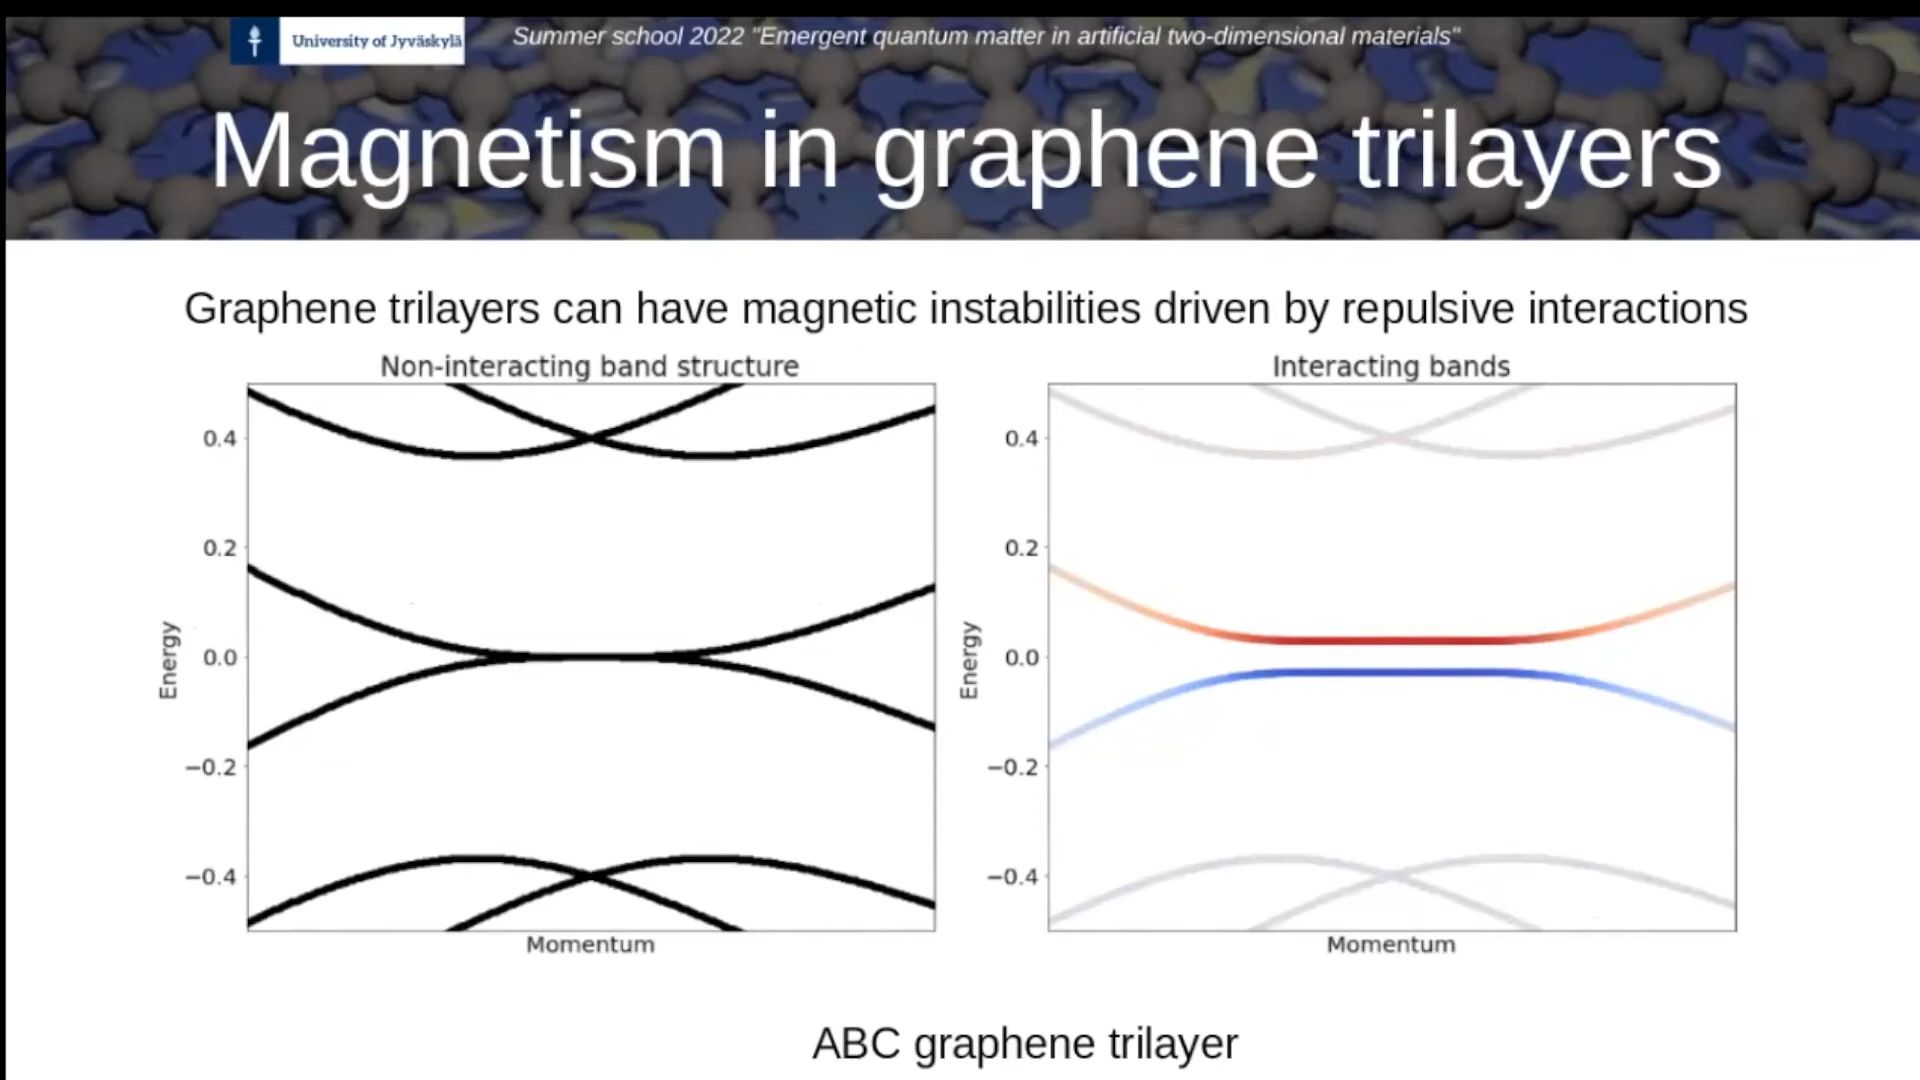 University of Jyväskylä
Summer school 2022 "Emergent quantum matter in artificial two-dimensional materials"
Magnetism in graphene trilayers
Graphene trilayers can have magnetic instabilities driven by repulsive interactions
Non-interacting band structure
0.4
0.2
0.0
−0.2
−0.4
Energy
Momentum
Interacting bands
0.4
0.2
0.0
−0.2
−0.4
Energy
Momentum
ABC graphene trilayer